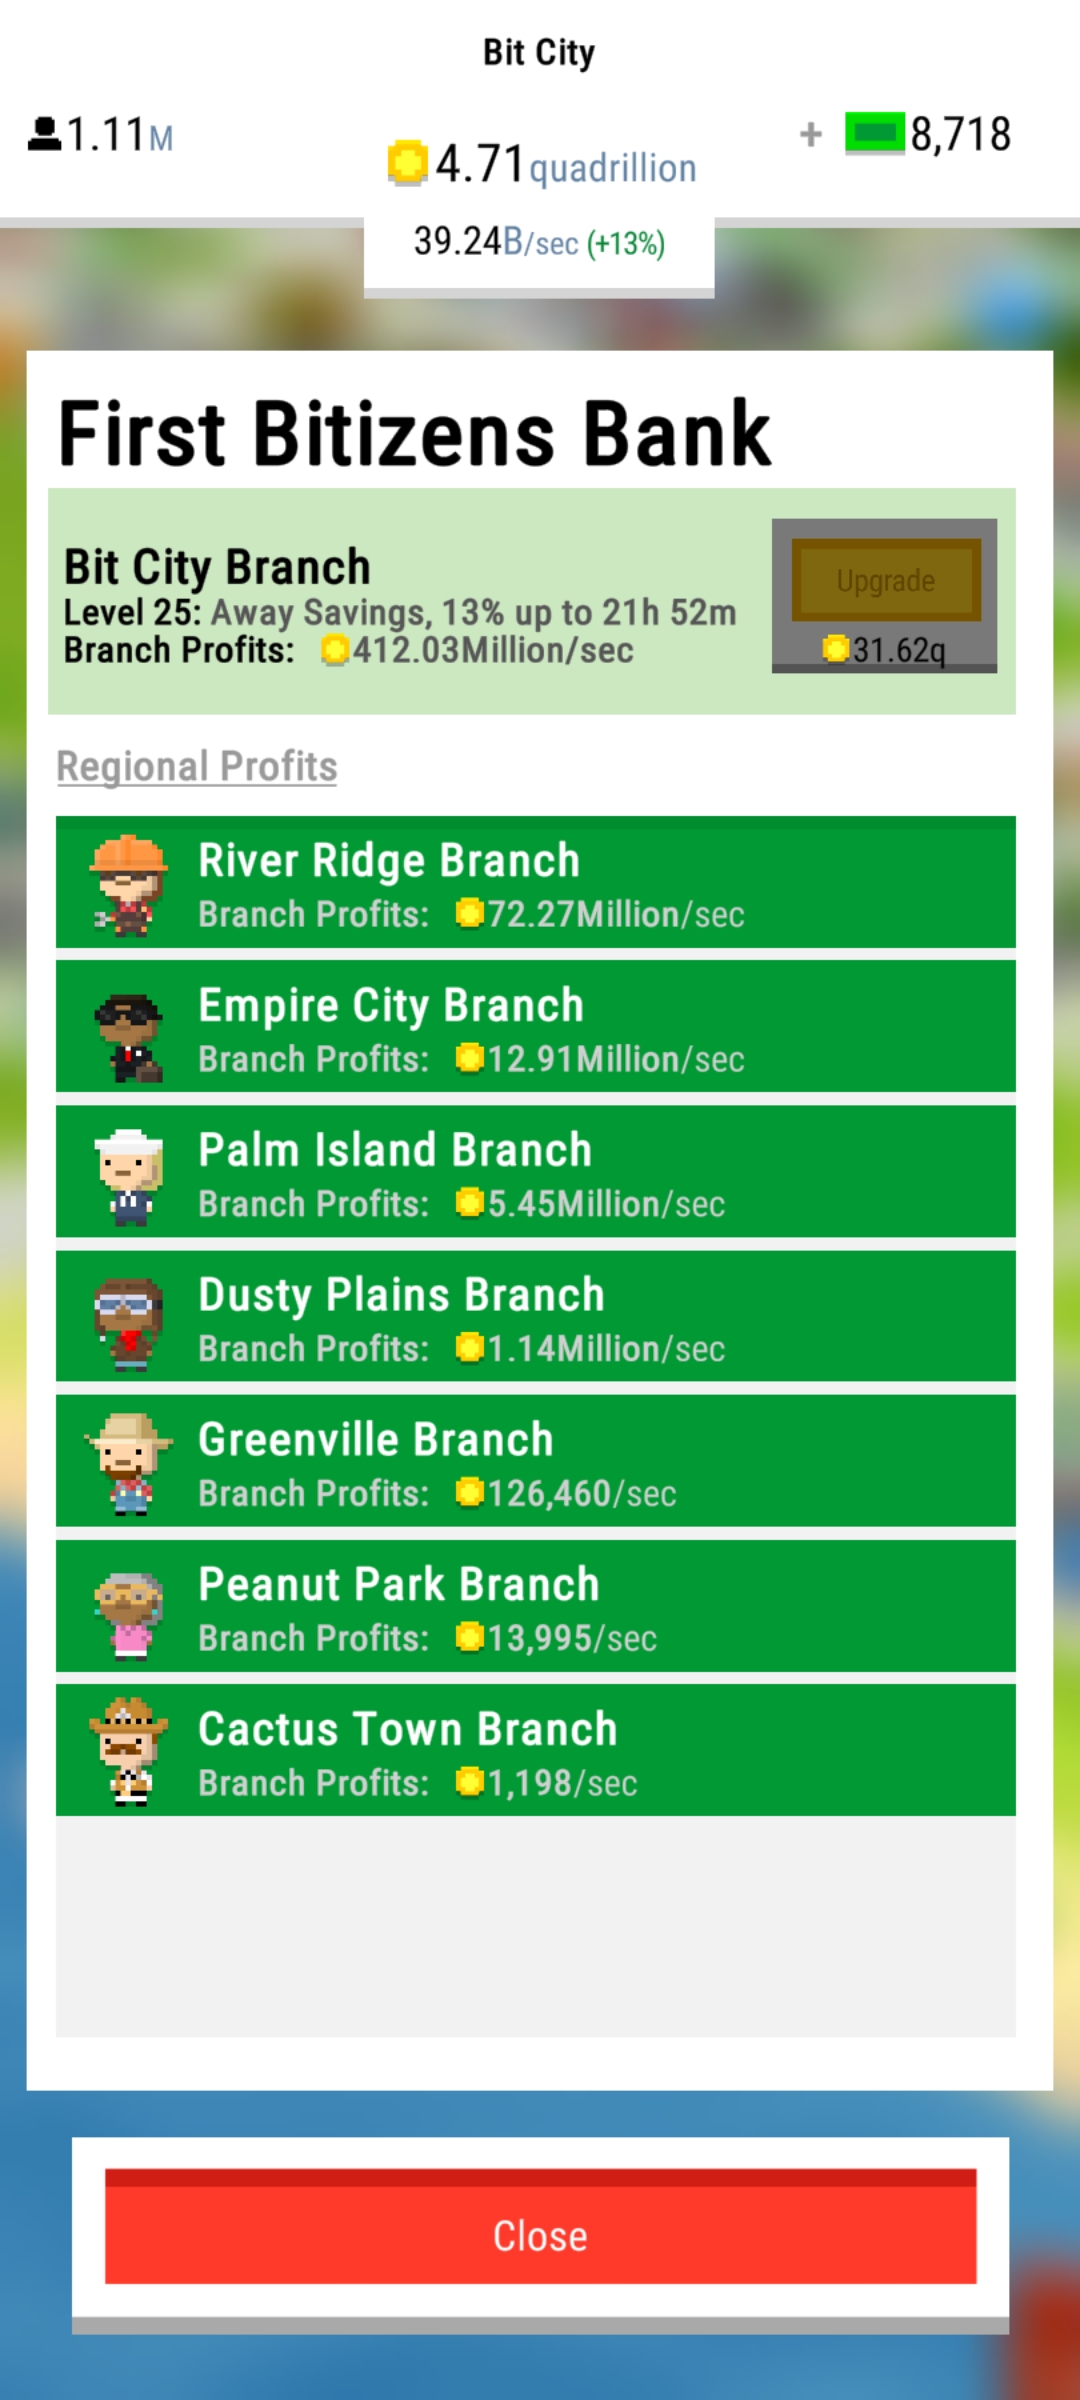 Bit City
1.11M
4.71quadrillion
+ 8,718
39.24B/sec (+13%)
First Bitizens Bank
Bit City Branch
Level 25: Away Savings, 13% up to 21h 52m
Branch Profits: 412.03Million/sec
Upgrade
31.62q
Regional Profits
River Ridge Branch
Branch Profits: 72.27Million/sec
Empire City Branch
Branch Profits: 12.91Million/sec
Palm Island Branch
Branch Profits: 5.45Million/sec
Dusty Plains Branch
Branch Profits: 1.14Million/sec
Greenville Branch
Branch Profits: 126,460/sec
Peanut Park Branch
Branch Profits: 13,995/sec
Cactus Town Branch
Branch Profits: 1,198/sec
Close